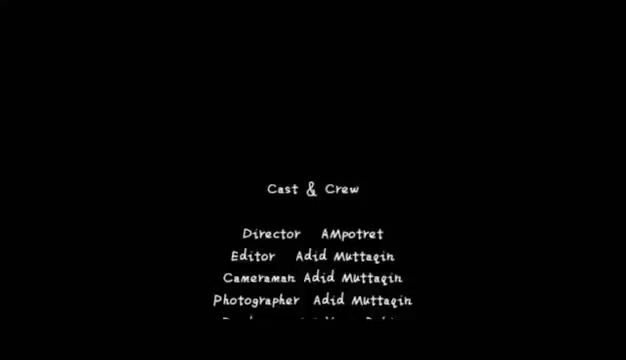 Cast & Crew
Director AMpotret
Editor Adid Muttaqin
Cameraman Adid Muttaqin
Photographer Adid Muttaqin